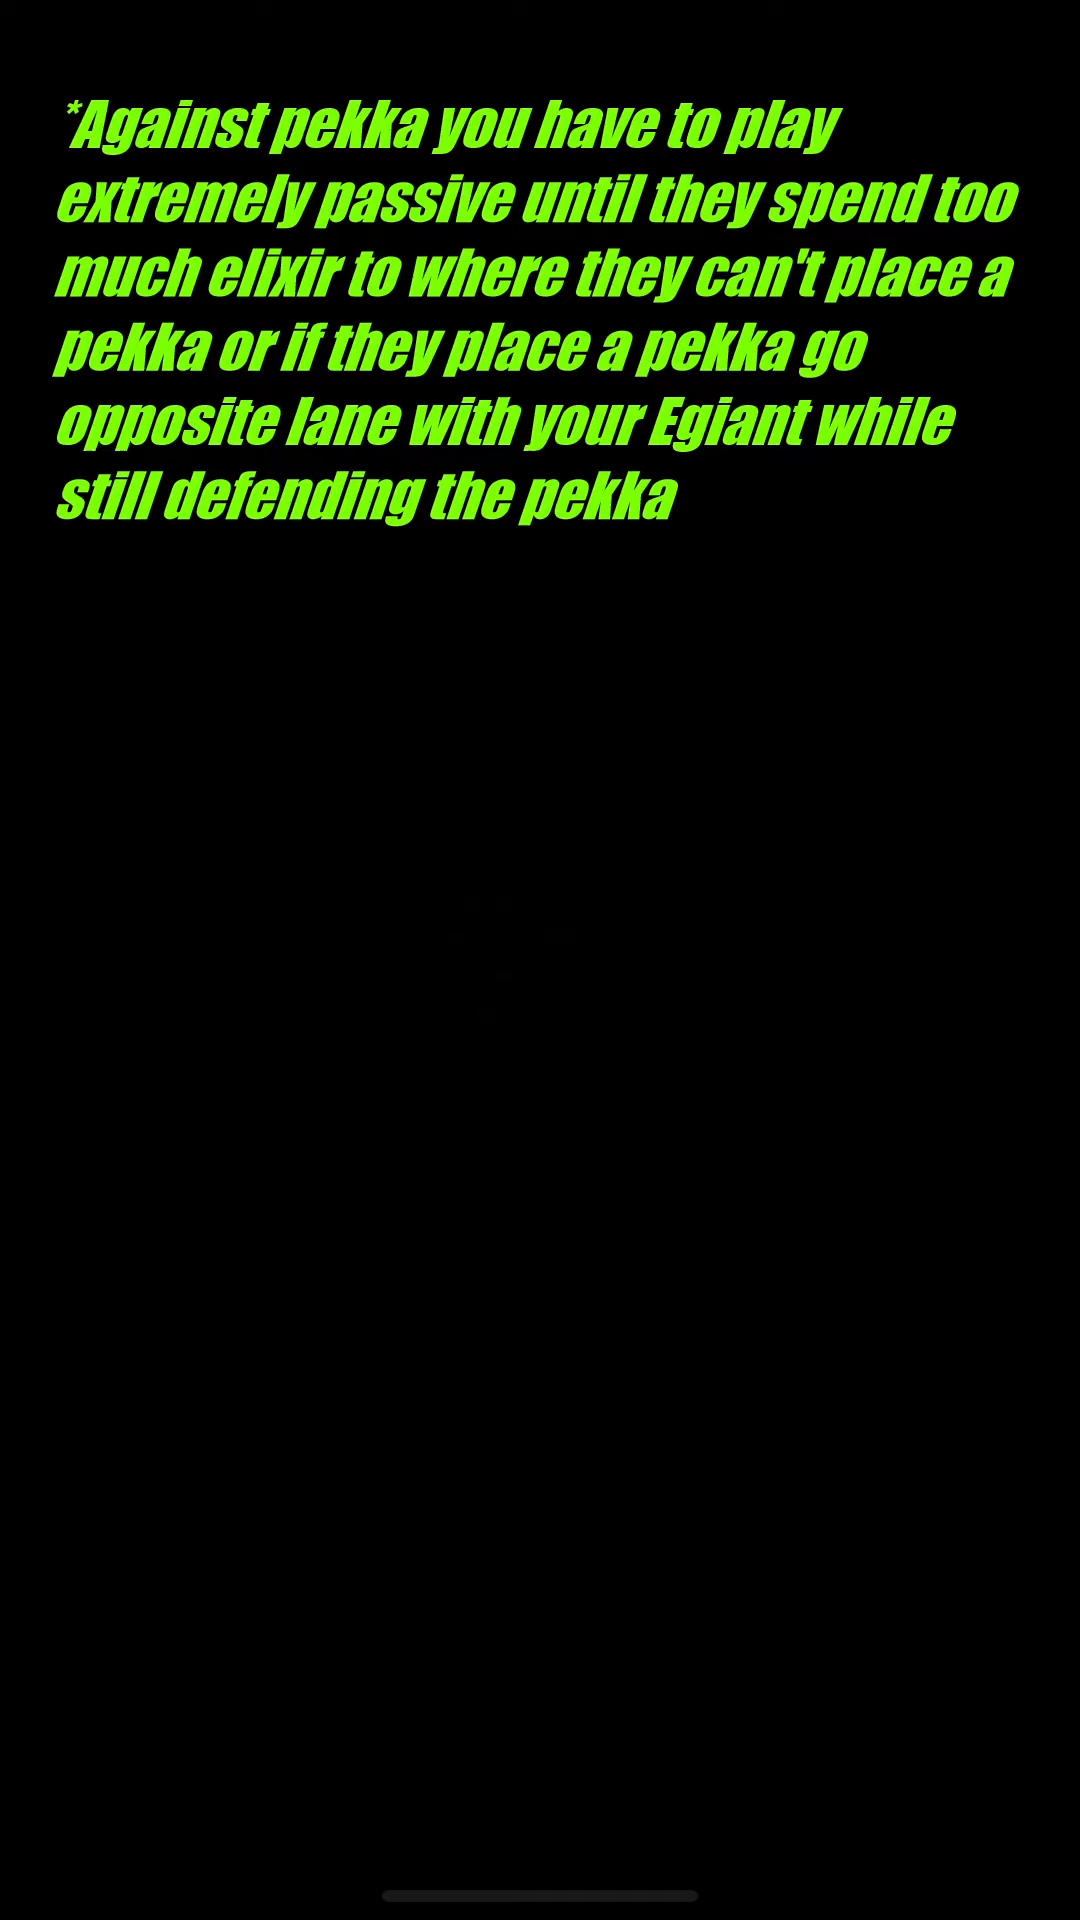 *Against pekka you have to play
extremely passive until they spend too
much elixir to where they can't place a
pekka or if they place a pekka go
opposite lane with your Egiant while
still defending the pekka